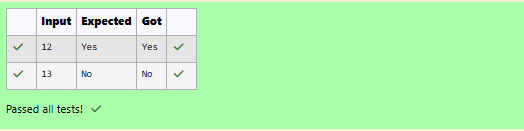 Input Expected Got
12 Yes Yes
13 No No
Passed all tests!